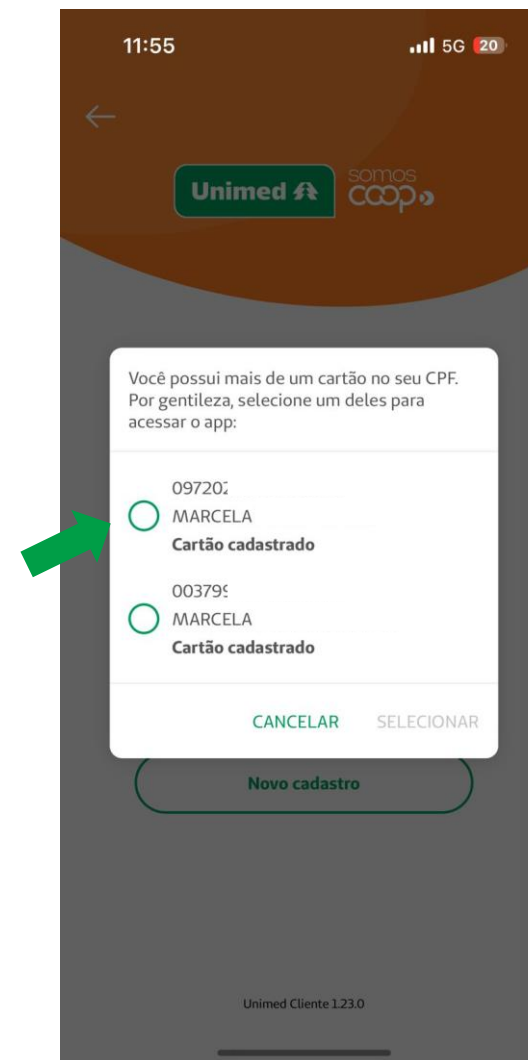 11:55 5G 20
Unimed somos coop
Você possui mais de um cartão no seu CPF.
Por gentileza, selecione um deles para
acessar o app:
09720
MARCELA
Cartão cadastrado
00379
MARCELA
Cartão cadastrado
CANCELAR SELECIONAR
Novo cadastro
Unimed Cliente 1.23.0